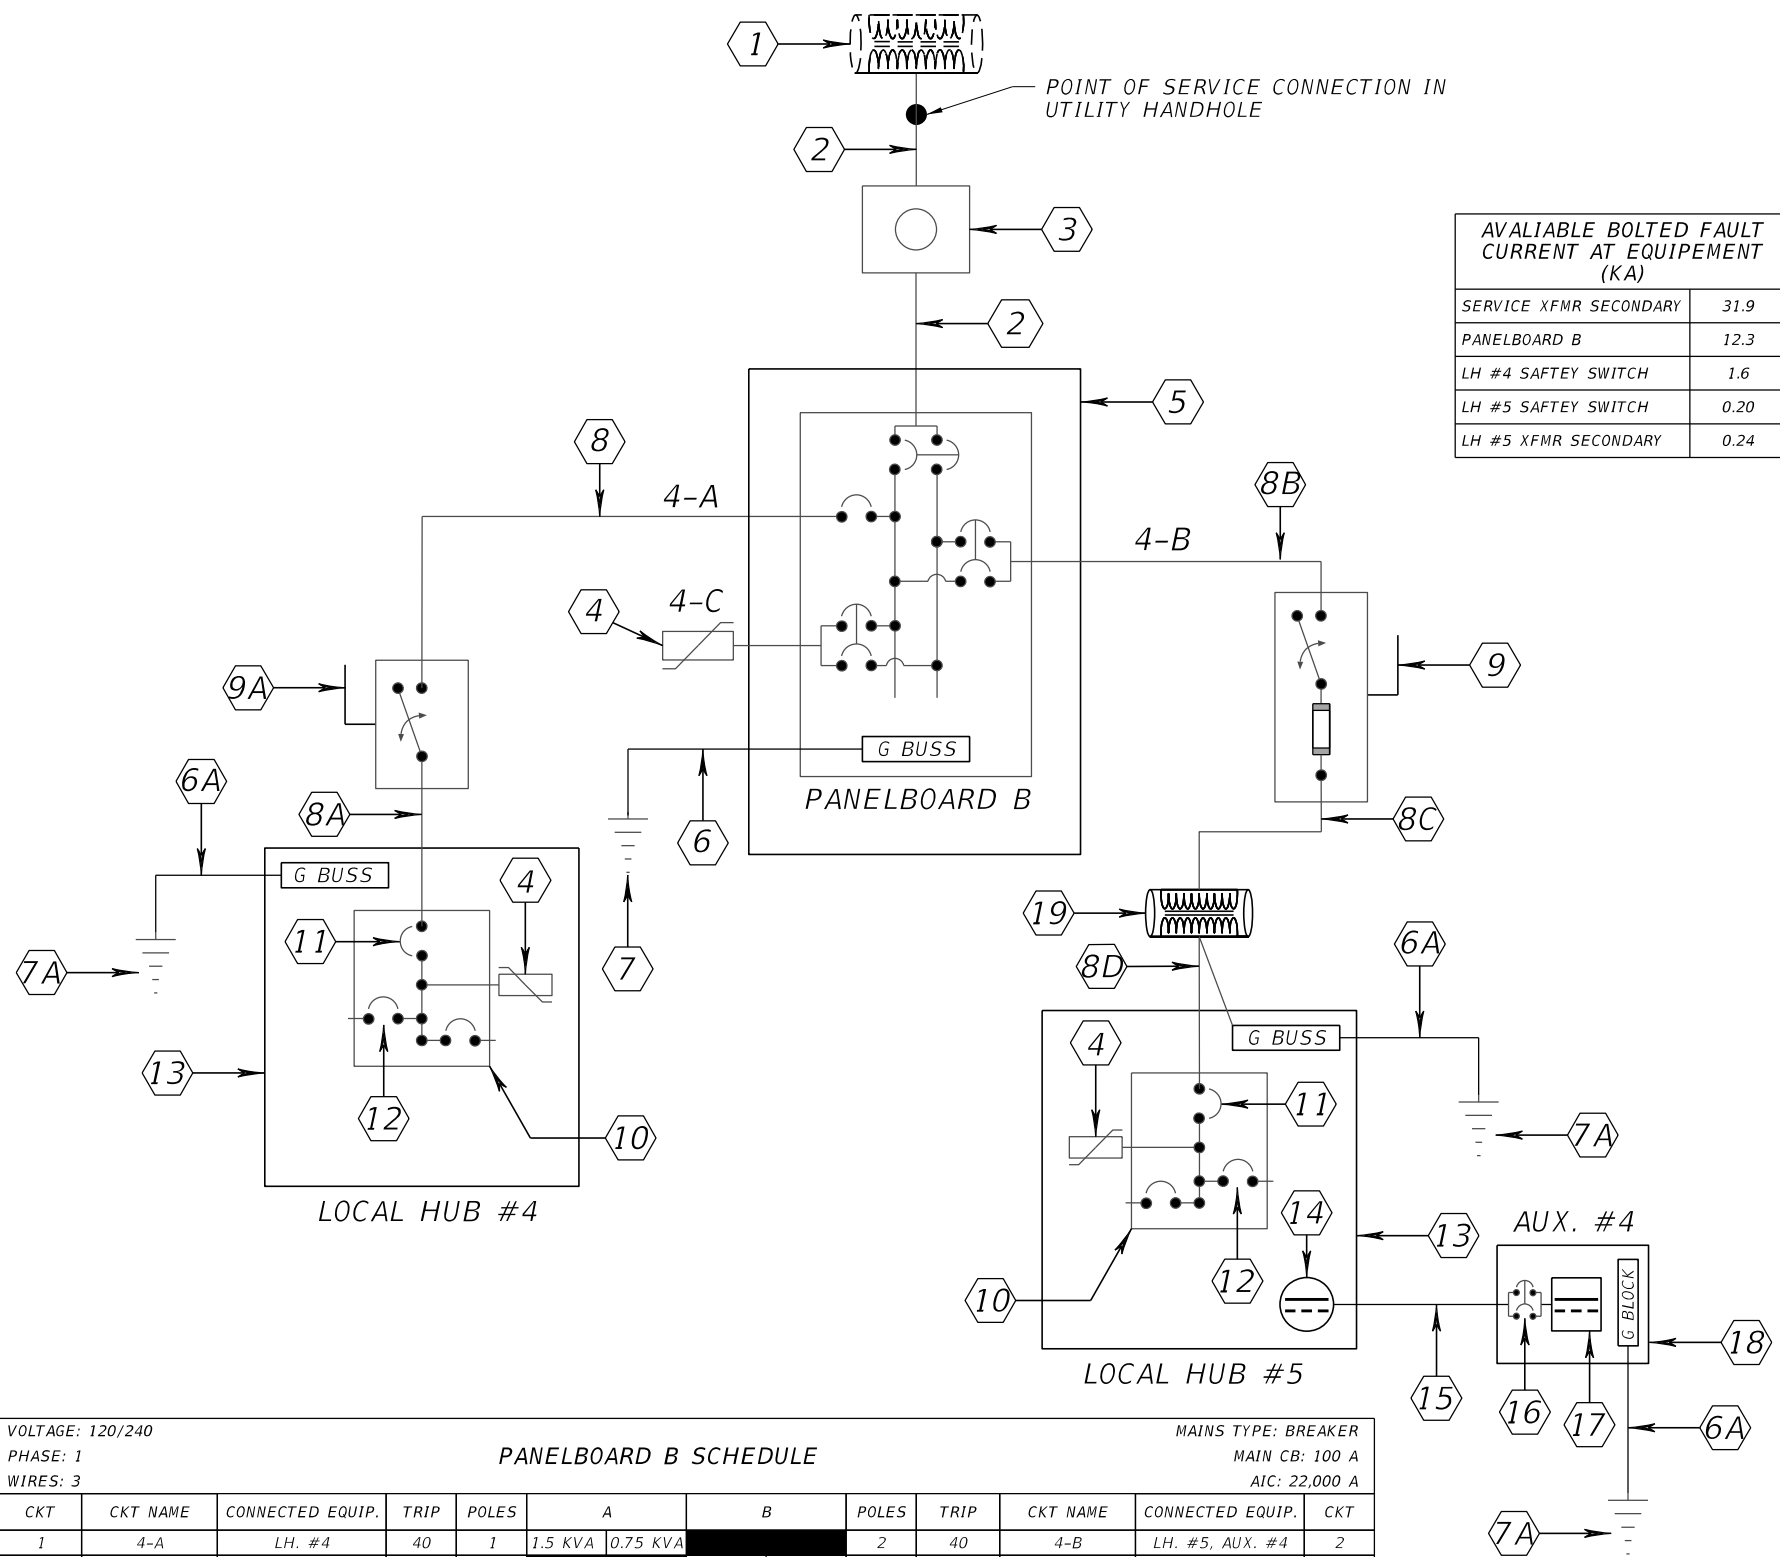 1
POINT OF SERVICE CONNECTION IN
UTILITY HANDHOLE
2
3
AVALIABLE BOLTED FAULT
CURRENT AT EQUIPEMENT
(KA)
SERVICE XFMR SECONDARY 31.9
PANELBOARD B 12.3
LH #4 SAFTEY SWITCH 1.6
LH #5 SAFTEY SWITCH 0.20
LH #5 XFMR SECONDARY 0.24
2
5
8
8B
4-A
4-B
4
4-C
9A
9
G BUSS
6A
PANELBOARD B
8A
6
8C
G BUSS
4
19
11
6A
7A
7
8D
G BUSS
4
13
12
11
10
7A
LOCAL HUB #4
14
13
AUX. #4
12
10
G BLOCK
18
LOCAL HUB #5
15
16
17
6A
7A
VOLTAGE: 120/240
PHASE: 1
WIRES: 3
PANELBOARD B SCHEDULE
MAINS TYPE: BREAKER
MAIN CB: 100 A
AIC: 22,000 A
CKT CKT NAME CONNECTED EQUIP. TRIP POLES A B POLES TRIP CKT NAME CONNECTED EQUIP. CKT
1 4-A LH. #4 40 1 1.5 KVA 0.75 KVA 2 40 4-B LH. #5, AUX. #4 2